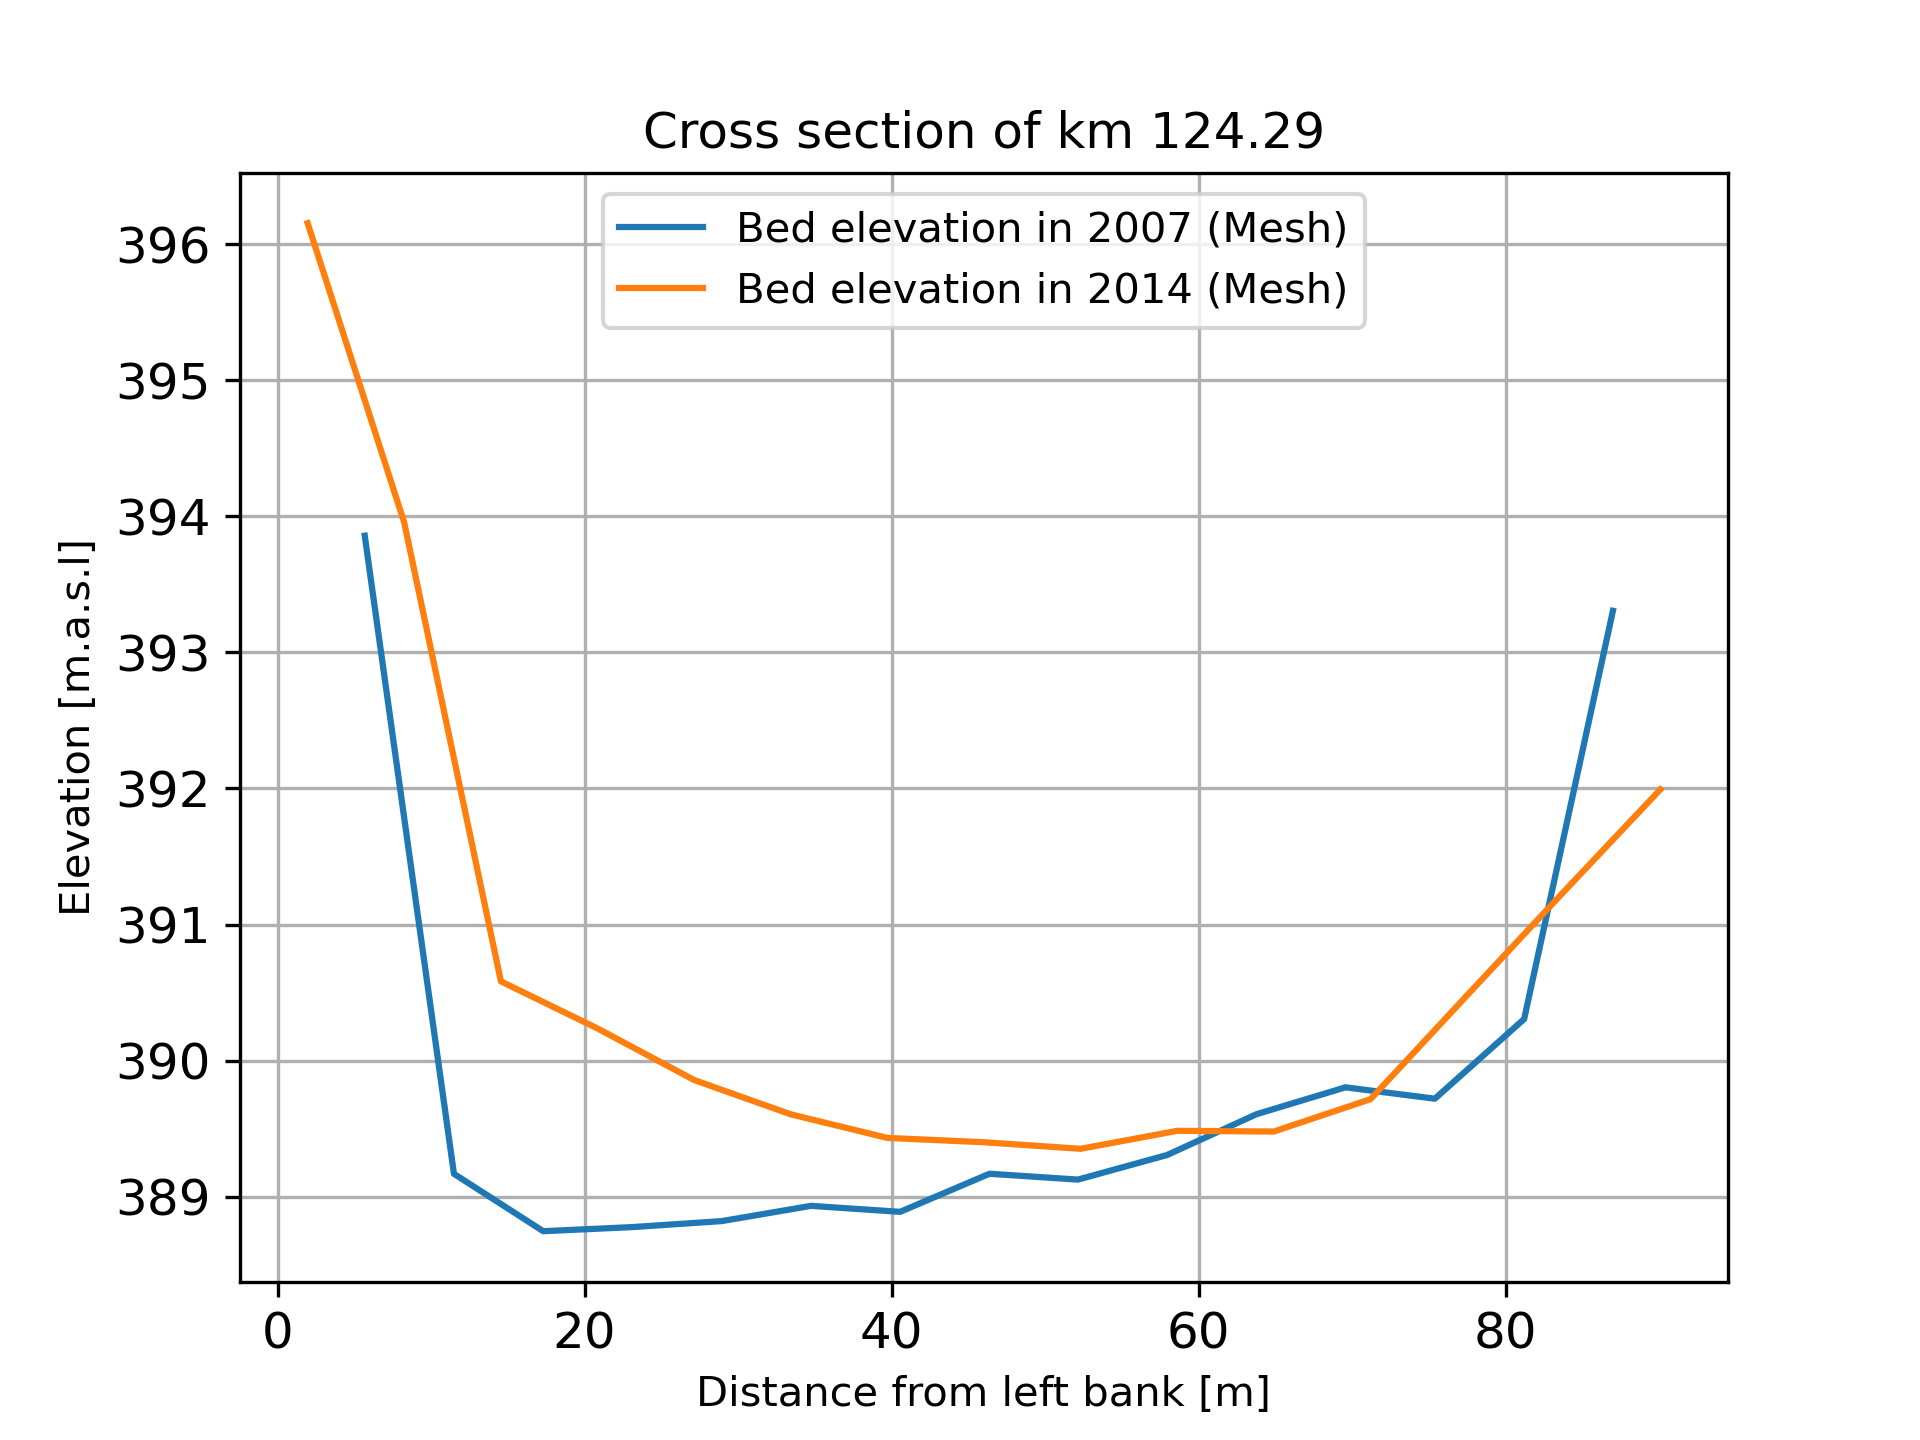 Cross section of km 124.29
Bed elevation in 2007 (Mesh)
Bed elevation in 2014 (Mesh)
396
395
394
393
392
391
390
389
Elevation [m.a.s.l]
0 20 40 60 80
Distance from left bank [m]